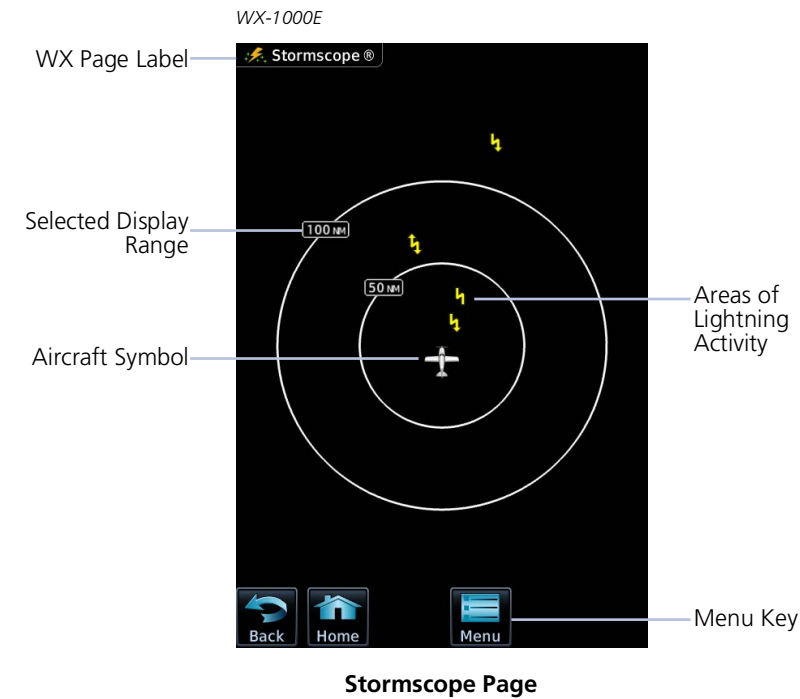 WX-1000E
WX Page Label
Stormscope ®
Selected Display
Range
100 NM
50 NM
Areas of
Lightning
Activity
Aircraft Symbol
Back
Home
Menu
Menu Key
Stormscope Page